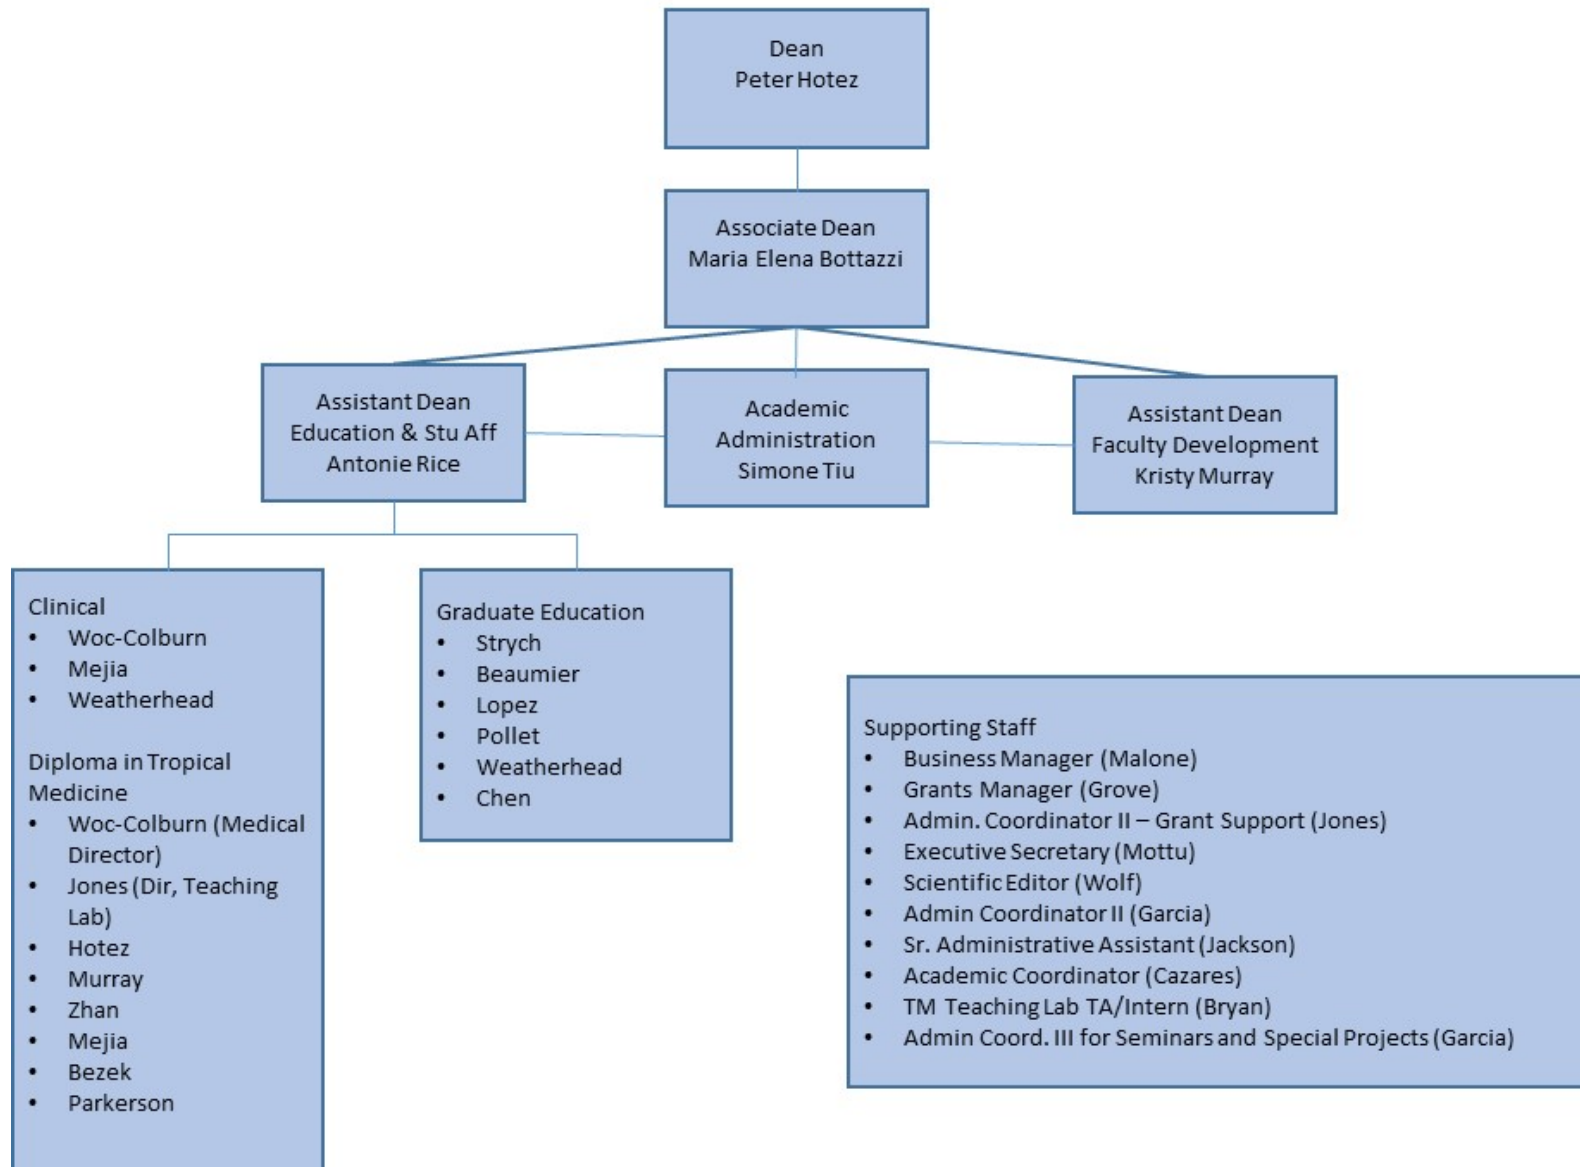 Dean
Peter Hotez
Associate Dean
Maria Elena Bottazzi
Assistant Dean
Education & Stu Aff
Antonie Rice
Academic
Administration
Simone Tiu
Assistant Dean
Faculty Development
Kristy Murray
Clinical
• Woc-Colburn
• Mejia
• Weatherhead
Diploma in Tropical
Medicine
• Woc-Colburn (Medical
Director)
• Jones (Dir, Teaching
Lab)
• Hotez
• Murray
• Zhan
• Mejia
• Bezek
• Parkerson
Graduate Education
• Strych
• Beaumier
• Lopez
• Pollet
• Weatherhead
• Chen
Supporting Staff
• Business Manager (Malone)
• Grants Manager (Grove)
• Admin. Coordinator II – Grant Support (Jones)
• Executive Secretary (Mottu)
• Scientific Editor (Wolf)
• Admin Coordinator II (Garcia)
• Sr. Administrative Assistant (Jackson)
• Academic Coordinator (Cazares)
• TM Teaching Lab TA/Intern (Bryan)
• Admin Coord. III for Seminars and Special Projects (Garcia)